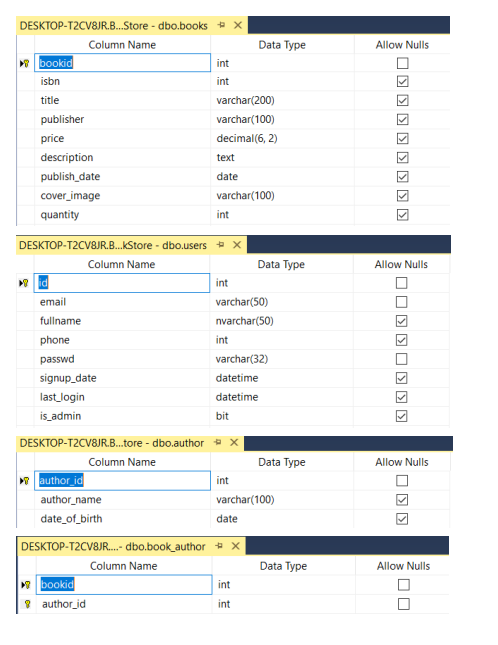 DESKTOP-T2CV8JR.B...Store - dbo.books
Column Name Data Type Allow Nulls
bookid int
isbn int
title varchar(200)
publisher varchar(100)
price decimal(6, 2)
description text
publish_date date
cover_image varchar(100)
quantity int
DESKTOP-T2CV8JR.B...kStore - dbo.users
Column Name Data Type Allow Nulls
id int
email varchar(50)
fullname nvarchar(50)
phone int
passwd varchar(32)
signup_date datetime
last_login datetime
is_admin bit
DESKTOP-T2CV8JR.B...tore - dbo.author
Column Name Data Type Allow Nulls
author_id int
author_name varchar(100)
date_of_birth date
DESKTOP-T2CV8JR....- dbo.book_author
Column Name Data Type Allow Nulls
bookid int
author_id int